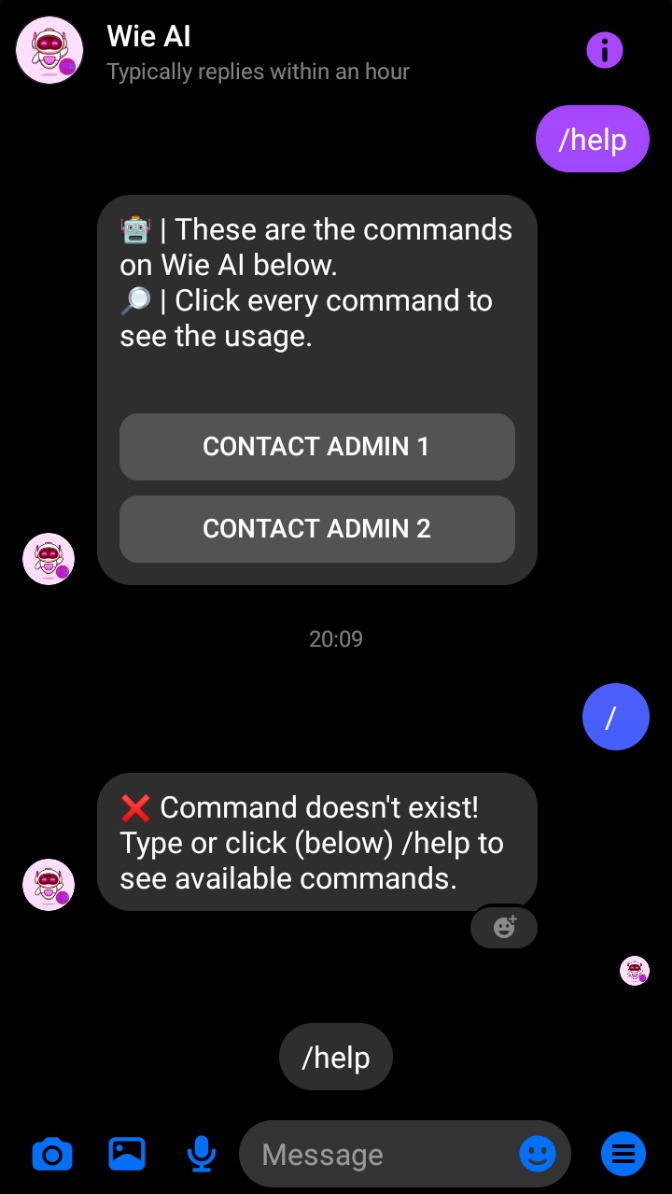 Wie AI
Typically replies within an hour
/help
🤖 | These are the commands
on Wie AI below.
🔎 | Click every command to
see the usage.
CONTACT ADMIN 1
CONTACT ADMIN 2
20:09
/
❌ Command doesn't exist!
Type or click (below) /help to
see available commands.
/help
Message